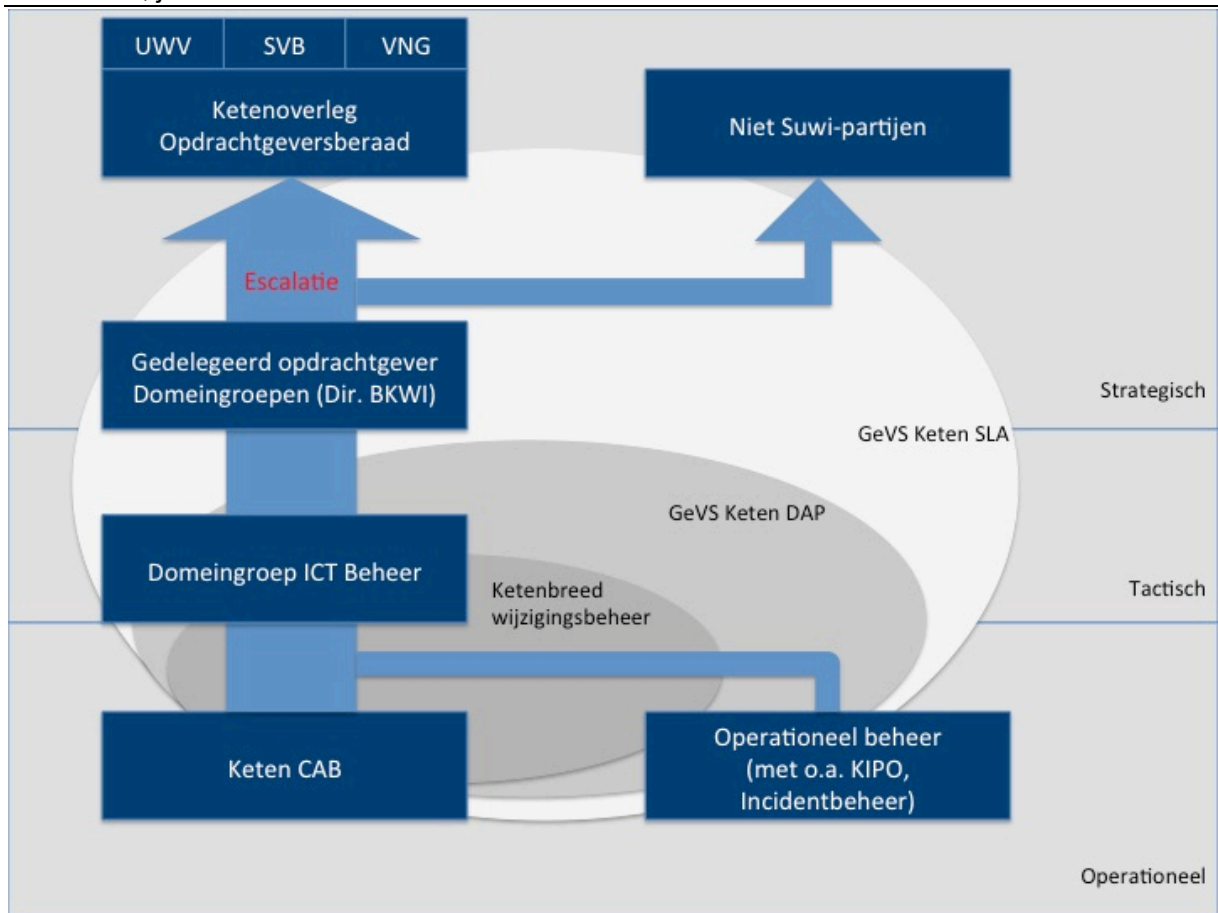 UWV
SVB
VNG
Ketenoverleg
Opdrachtgeversberaad
Niet Suwi-partijen
Escalatie
Gedelegeerd opdrachtgever
Domeingroepen (Dir. BKWI)
Strategisch
GeVS Keten SLA
GeVS Keten DAP
Domeingroep ICT Beheer
Ketenbreed
wijzigingsbeheer
Tactisch
Keten CAB
Operationeel beheer
(met o.a. KIPO,
Incidentbeheer)
Operationeel